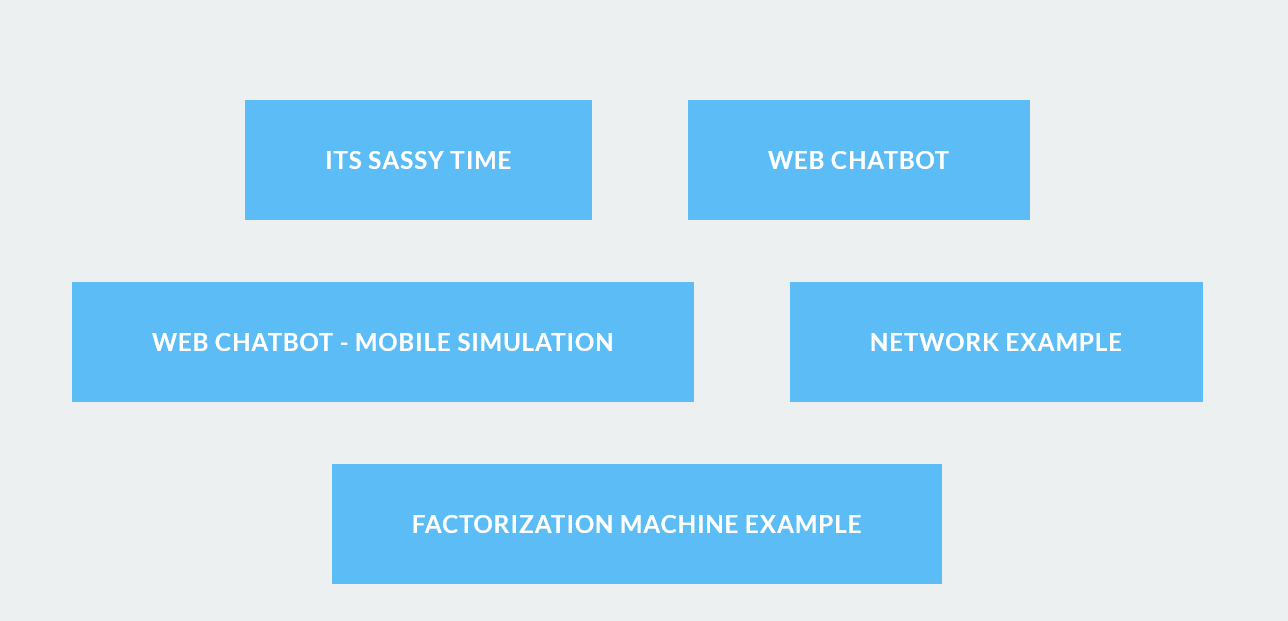 ITS SASSY TIME
WEB CHATBOT
WEB CHATBOT - MOBILE SIMULATION
NETWORK EXAMPLE
FACTORIZATION MACHINE EXAMPLE